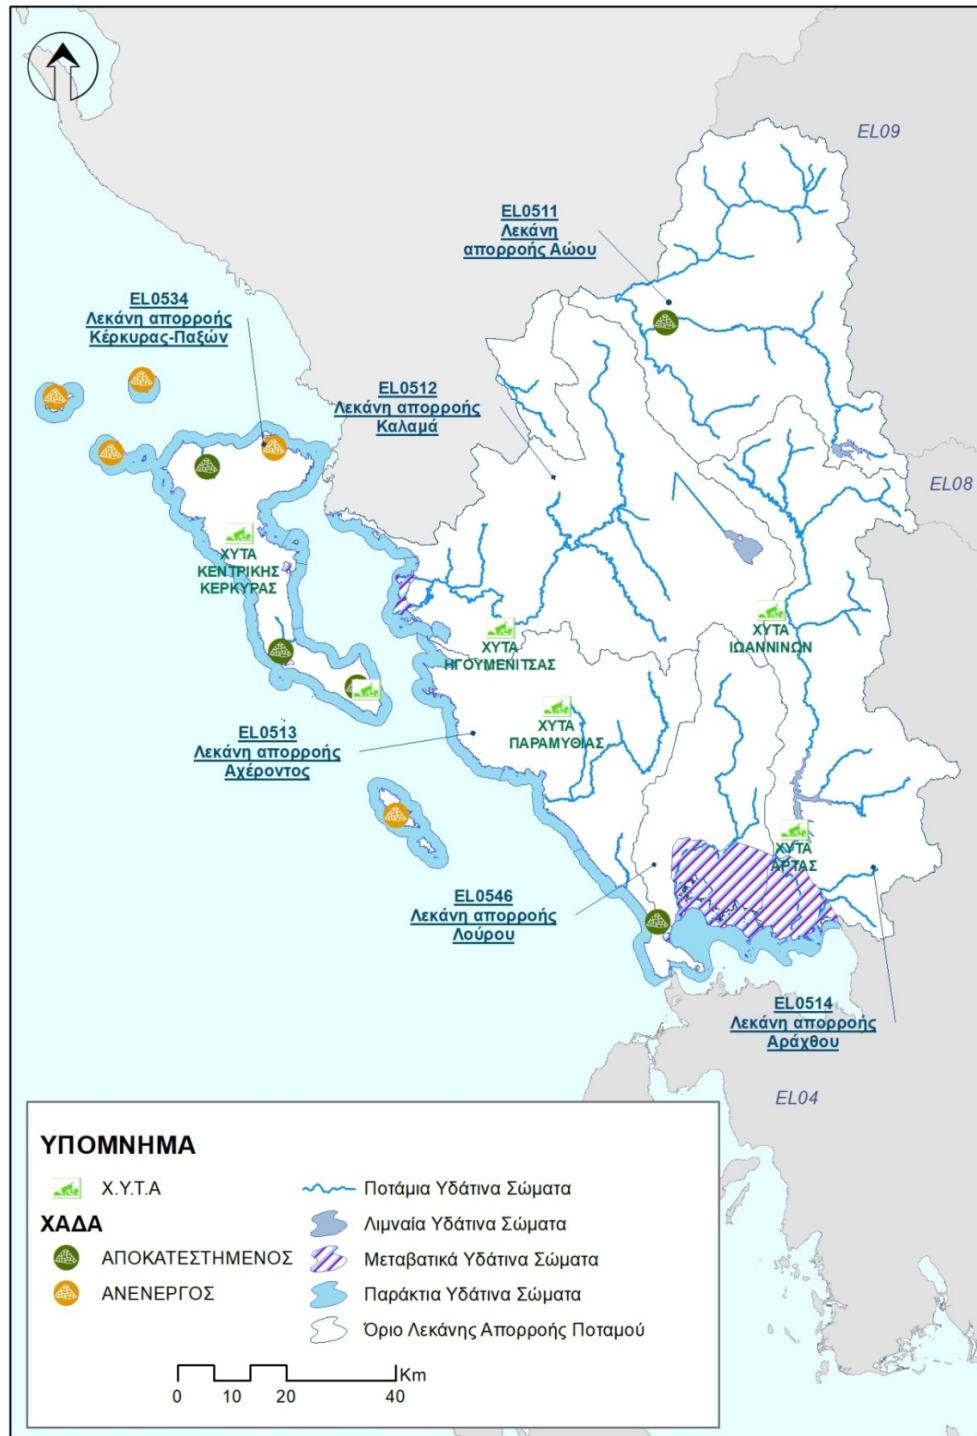 EL09
EL0511
Λεκάνη
απορροής Αώου
EL0534
Λεκάνη απορροής
Κέρκυρας-Παξών
EL0512
Λεκάνη απορροής
Καλαμά
EL08
ΧΥΤΑ
ΚΕΝΤΡΙΚΗΣ
ΚΕΡΚΥΡΑΣ
ΧΥΤΑ
ΙΩΑΝΝΙΝΩΝ
ΧΥΤΑ
ΗΓΟΥΜΕΝΙΤΣΑΣ
ΧΥΤΑ
ΠΑΡΑΜΥΘΙΑΣ
EL0513
Λεκάνη απορροής
Αχέροντος
ΧΥΤΑ
ΑΡΤΑΣ
EL0546
Λεκάνη απορροής
Λούρου
EL0514
Λεκάνη απορροής
Αράχθου
EL04
ΥΠΟΜΝΗΜΑ
Χ.Υ.Τ.Α
ΧΑΔΑ
ΑΠΟΚΑΤΕΣΤΗΜΕΝΟΣ
ΑΝΕΝΕΡΓΟΣ
Ποτάμια Υδάτινα Σώματα
Λιμναία Υδάτινα Σώματα
Μεταβατικά Υδάτινα Σώματα
Παράκτια Υδάτινα Σώματα
Όριο Λεκάνης Απορροής Ποταμού
Km
0 10 20 40